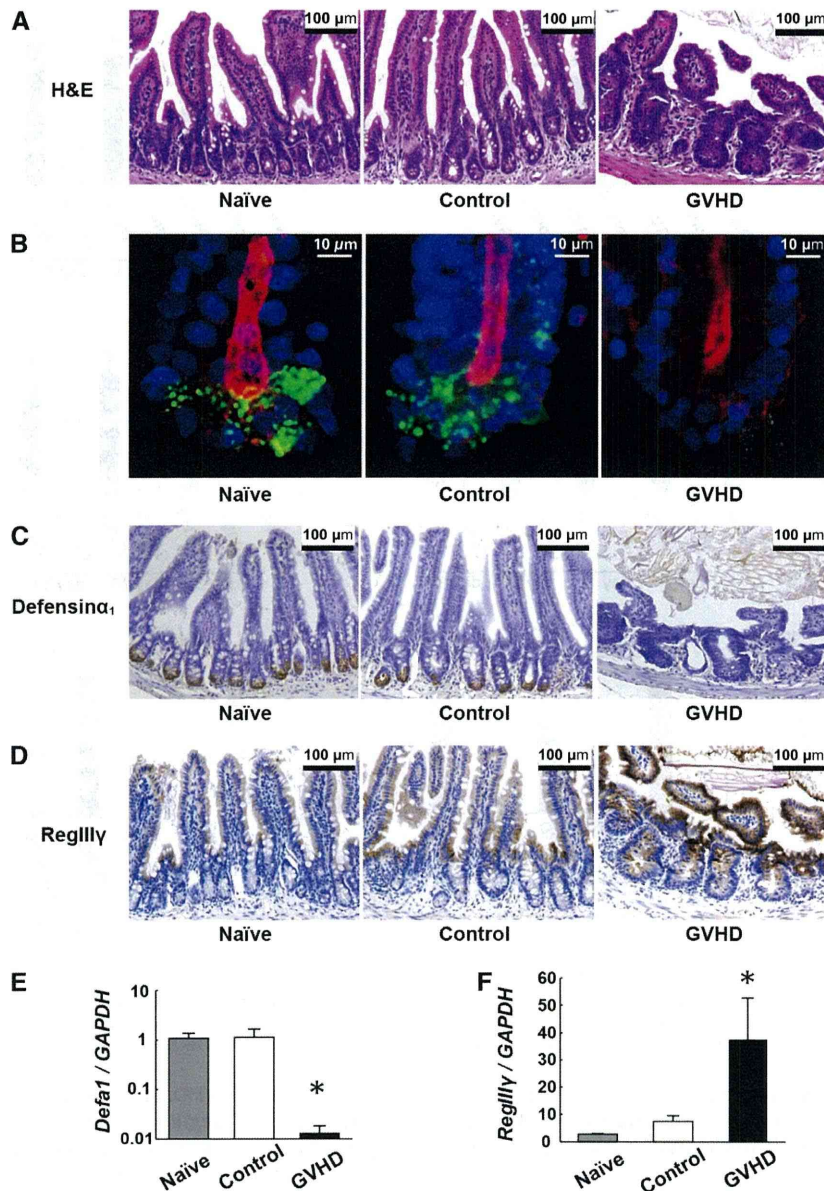 A
H&E
100 µm
100 µm
100 µm
Naïve
Control
GVHD
B
10 µm
10 µm
10 µm
Naïve
Control
GVHD
C
Defensinα₁
100 µm
100 µm
100 µm
Naïve
Control
GVHD
D
RegIIIγ
100 µm
100 µm
100 µm
Naïve
Control
GVHD
E
Defa1 / GAPDH
10
1
0.1
0.01
*
Naïve
Control
GVHD
F
RegIIIγ / GAPDH
60
50
40
30
20
10
0
*
Naïve
Control
GVHD